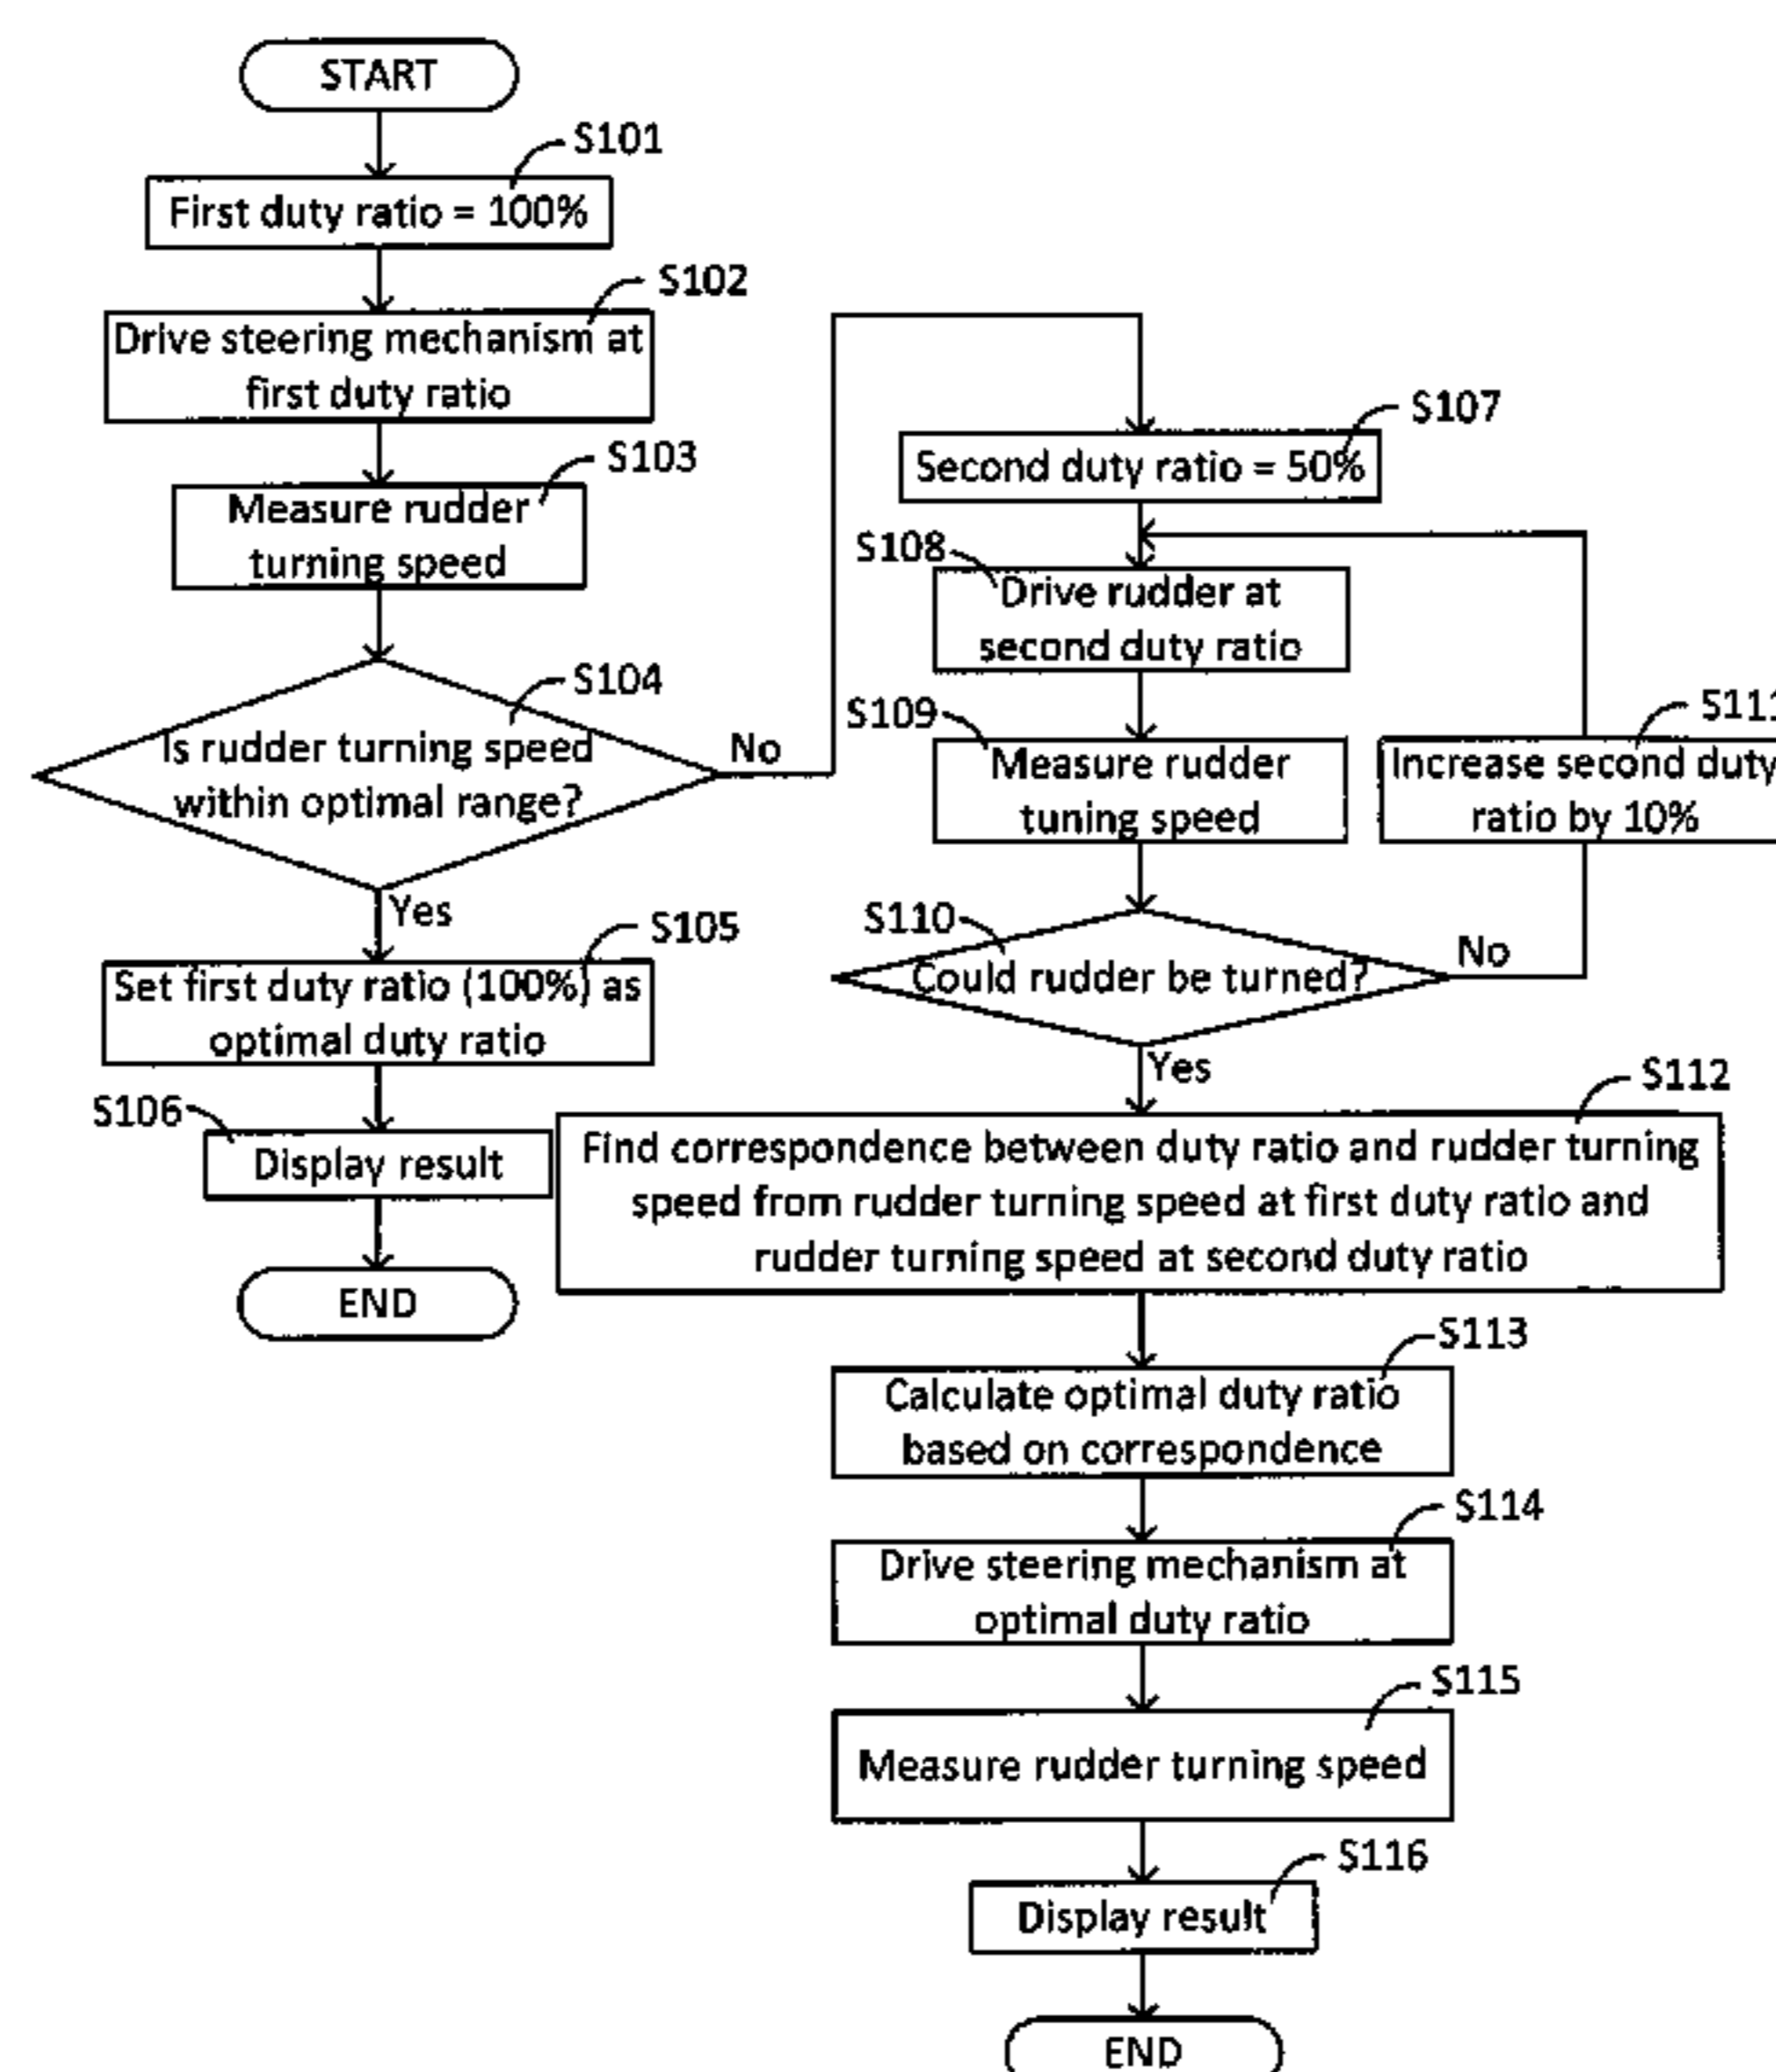 START
S101
First duty ratio = 100%
S102
Drive steering mechanism at
first duty ratio
S103
Measure rudder
turning speed
S104
Is rudder turning speed
within optimal range?
No
Yes
S105
Set first duty ratio (100%) as
optimal duty ratio
S106
Display result
END
S107
Second duty ratio = 50%
S108
Drive rudder at
second duty ratio
S109
Measure rudder
tuning speed
S110
Could rudder be turned?
No
S111
Increase second duty
ratio by 10%
Yes
S112
Find correspondence between duty ratio and rudder turning
speed from rudder turning speed at first duty ratio and
rudder turning speed at second duty ratio
S113
Calculate optimal duty ratio
based on correspondence
S114
Drive steering mechanism at
optimal duty ratio
S115
Measure rudder turning speed
S116
Display result
END